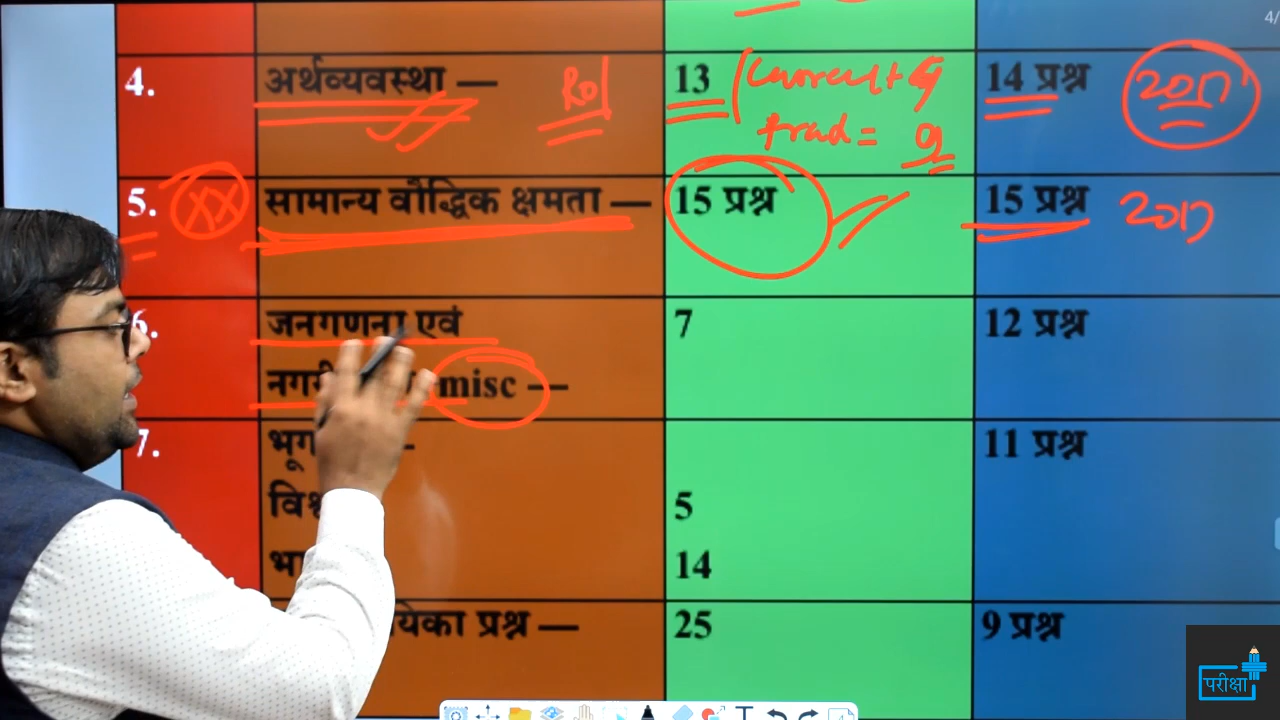 4/
4. अर्थव्यवस्था — 13 14 प्रश्न 2017
trad = 9
5. सामान्य वौद्धिक क्षमता — 15 प्रश्न 15 प्रश्न 2017
6. जनगणना एवं 7 12 प्रश्न
misc —
7. 11 प्रश्न
5
14
प्रश्न — 25 9 प्रश्न
परीक्षा